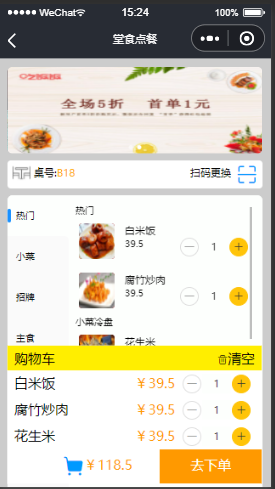 WeChat 15:24 100%
堂食点餐
吃饭啦
全场5折 首单1元
桌号:B18 扫码更换
热门
小菜
招牌
主食
热门
白米饭
39.5
1
腐竹炒肉
39.5
1
小菜冷盘
花生米
购物车 清空
白米饭 ￥39.5 1
腐竹炒肉 ￥39.5 1
花生米 ￥39.5 1
￥118.5 去下单